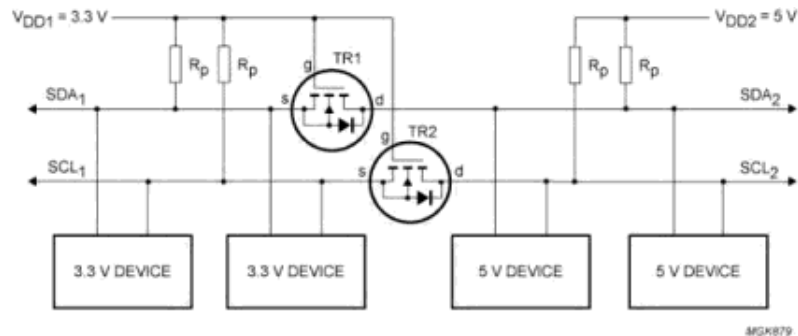 VDD1 = 3.3 V
VDD2 = 5 V
Rp
Rp
TR1
Rp
Rp
g
SDA1
s
d
SDA2
TR2
g
SCL1
s
d
SCL2
3.3 V DEVICE
3.3 V DEVICE
5 V DEVICE
5 V DEVICE
MGK879